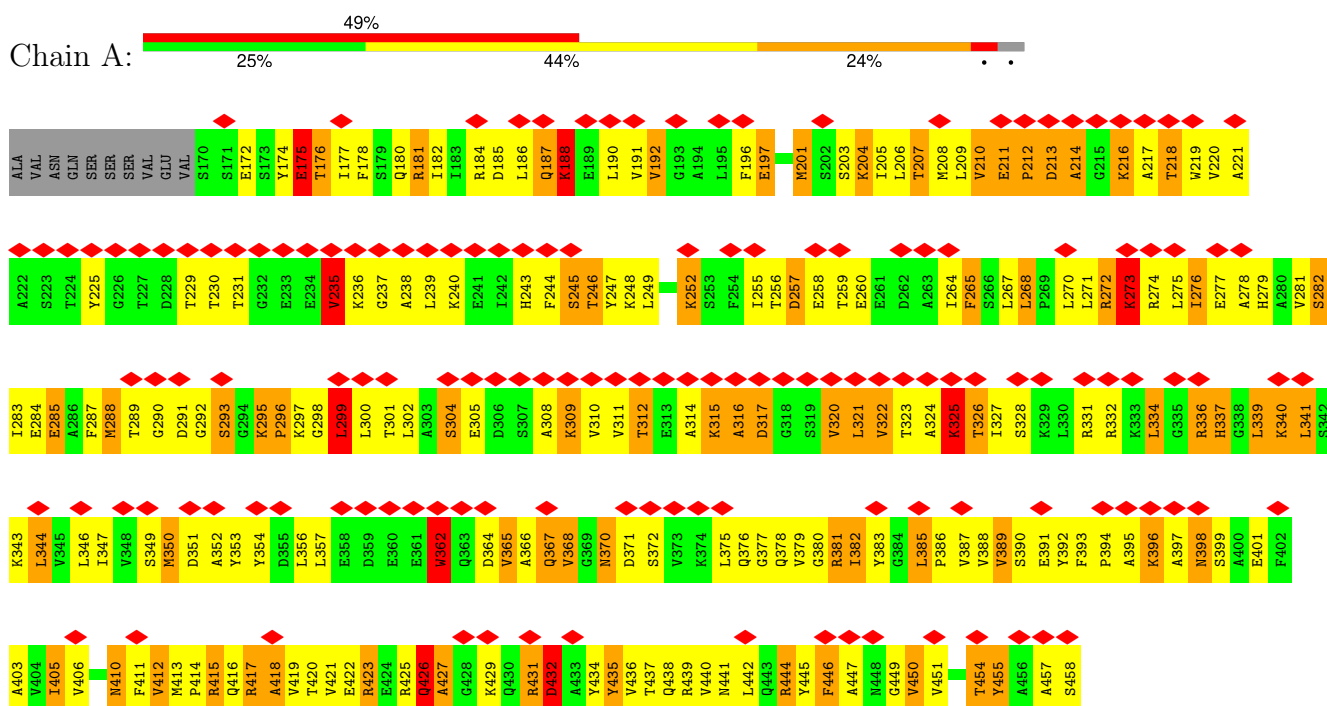 49%
Chain A:
25% 44% 24% • •
ALA VAL ASN GLN SER SER SER VAL GLU VAL S170 S171 E172 S173 Y174 E175 T176 I177 F178 S179 Q180 R181 I182 I183 R184 D185 L186 Q187 K188 E189 L190 V191 V192 G193 A194 L195 F196 E197 M201 S202 S203 K204 I205 L206 T207 M208 L209 V210 E211 P212 D213 A214 G215 K216 A217 T218 W219 V220 A221
A222 S223 T224 Y225 G226 T227 D228 T229 T230 T231 G232 E233 E234 V235 K236 G237 A238 L239 K240 E241 I242 H243 F244 S245 T246 Y247 K248 L249 K252 S253 F254 I255 T256 D257 E258 T259 E260 E261 D262 A263 I264 F265 S266 L267 L268 P269 L270 L271 R272 K273 R274 L275 I276 E277 A278 H279 A280 V281 S282
I283 E284 E285 A286 F287 M288 T289 G290 D291 G292 S293 G294 K295 P296 K297 G298 L299 L300 T301 L302 A303 S304 E305 D306 S307 A308 K309 V310 V311 T312 E313 A314 K315 A316 D317 G318 S319 V320 L321 V322 T323 A324 K325 T326 I327 S328 K329 L330 R331 R332 K333 L334 G335 R336 H337 G338 L339 K340 L341 S342
K343 L344 V345 L346 I347 V348 S349 M350 D351 A352 Y353 Y354 D355 L356 L357 E358 D359 E360 E361 W362 Q363 D364 V365 A366 Q367 V368 G369 N370 D371 S372 V373 K374 L375 Q376 G377 Q378 V379 G380 R381 I382 Y383 G384 L385 P386 V387 V388 V389 S390 E391 Y392 F393 P394 A395 K396 A397 N398 S399 A400 E401 F402
A403 V404 I405 V406 N410 F411 V412 M413 P414 R415 Q416 R417 A418 V419 T420 V421 E422 R423 E424 R425 Q426 A427 G428 K429 Q430 R431 D432 A433 Y434 Y435 V436 T437 Q438 R439 V440 N441 L442 Q443 R444 Y445 F446 A447 N448 G449 V450 V451 T454 Y455 A456 A457 S458